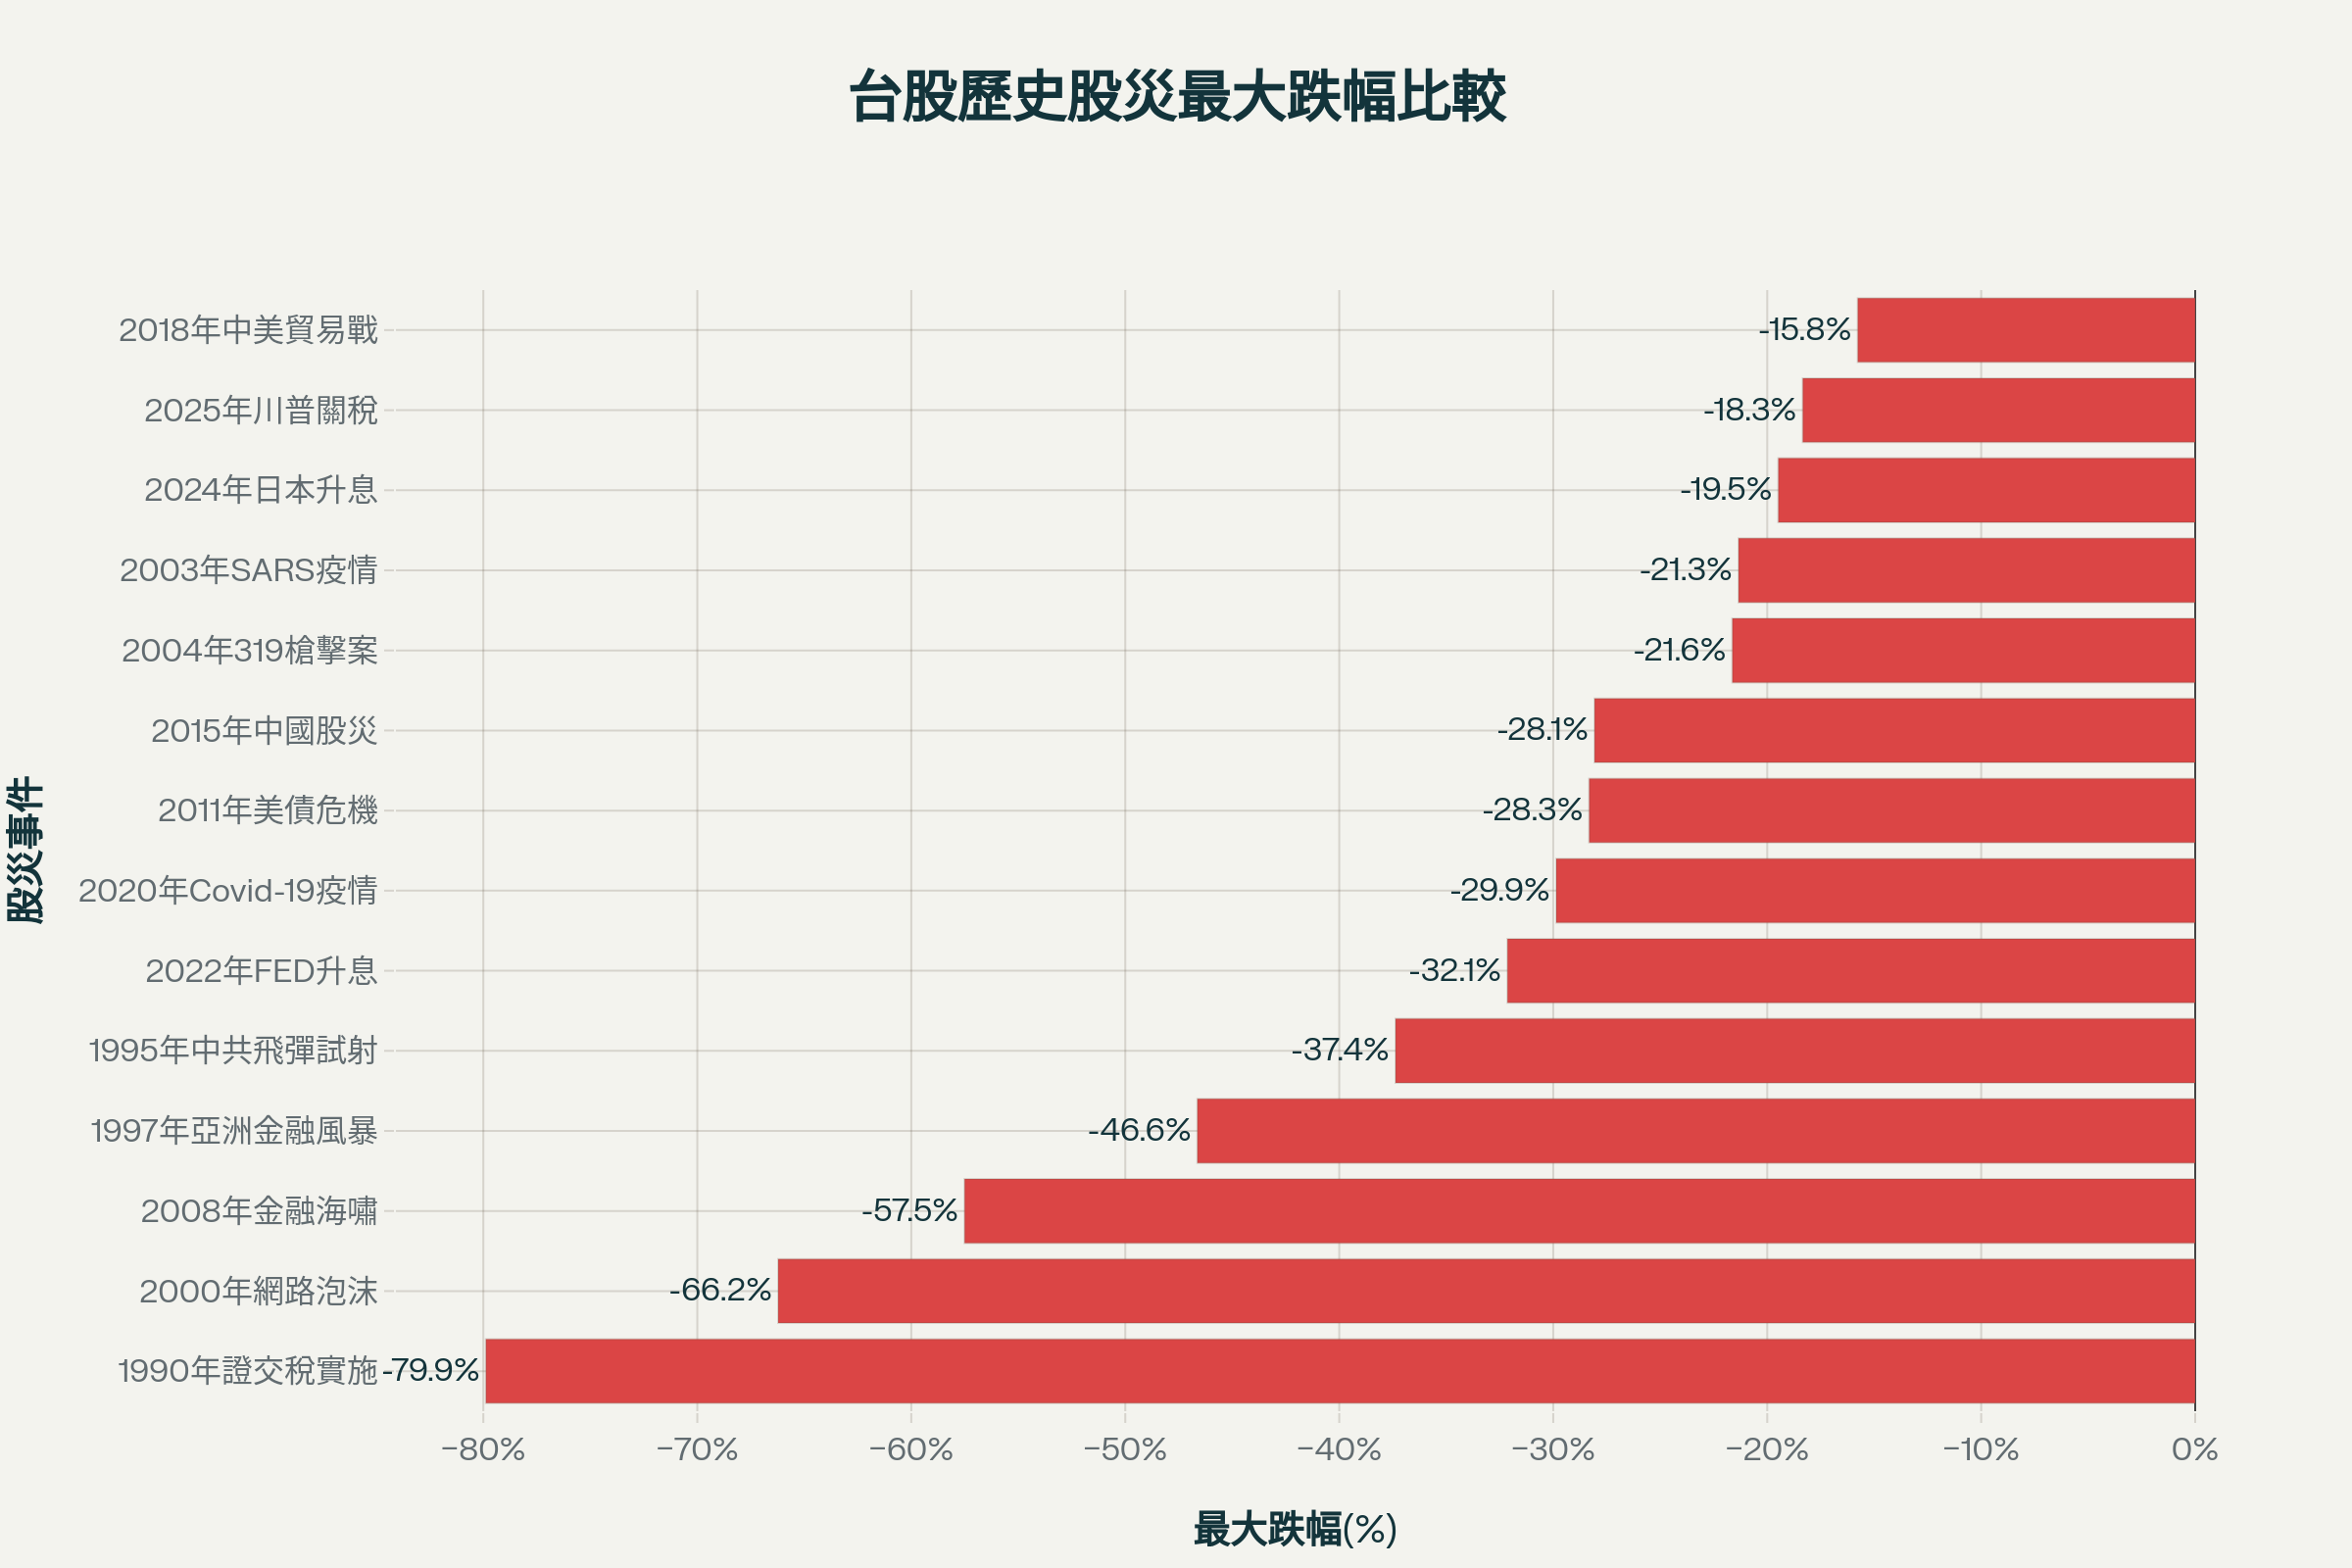 台股歷史股災最大跌幅比較
股災事件
2018年中美貿易戰 -15.8%
2025年川普關稅 -18.3%
2024年日本升息 -19.5%
2003年SARS疫情 -21.3%
2004年319槍擊案 -21.6%
2015年中國股災 -28.1%
2011年美債危機 -28.3%
2020年Covid-19疫情 -29.9%
2022年FED升息 -32.1%
1995年中共飛彈試射 -37.4%
1997年亞洲金融風暴 -46.6%
2008年金融海嘯 -57.5%
2000年網路泡沫 -66.2%
1990年證交稅實施 -79.9%
−80% −70% −60% −50% −40% −30% −20% −10% 0%
最大跌幅(%)